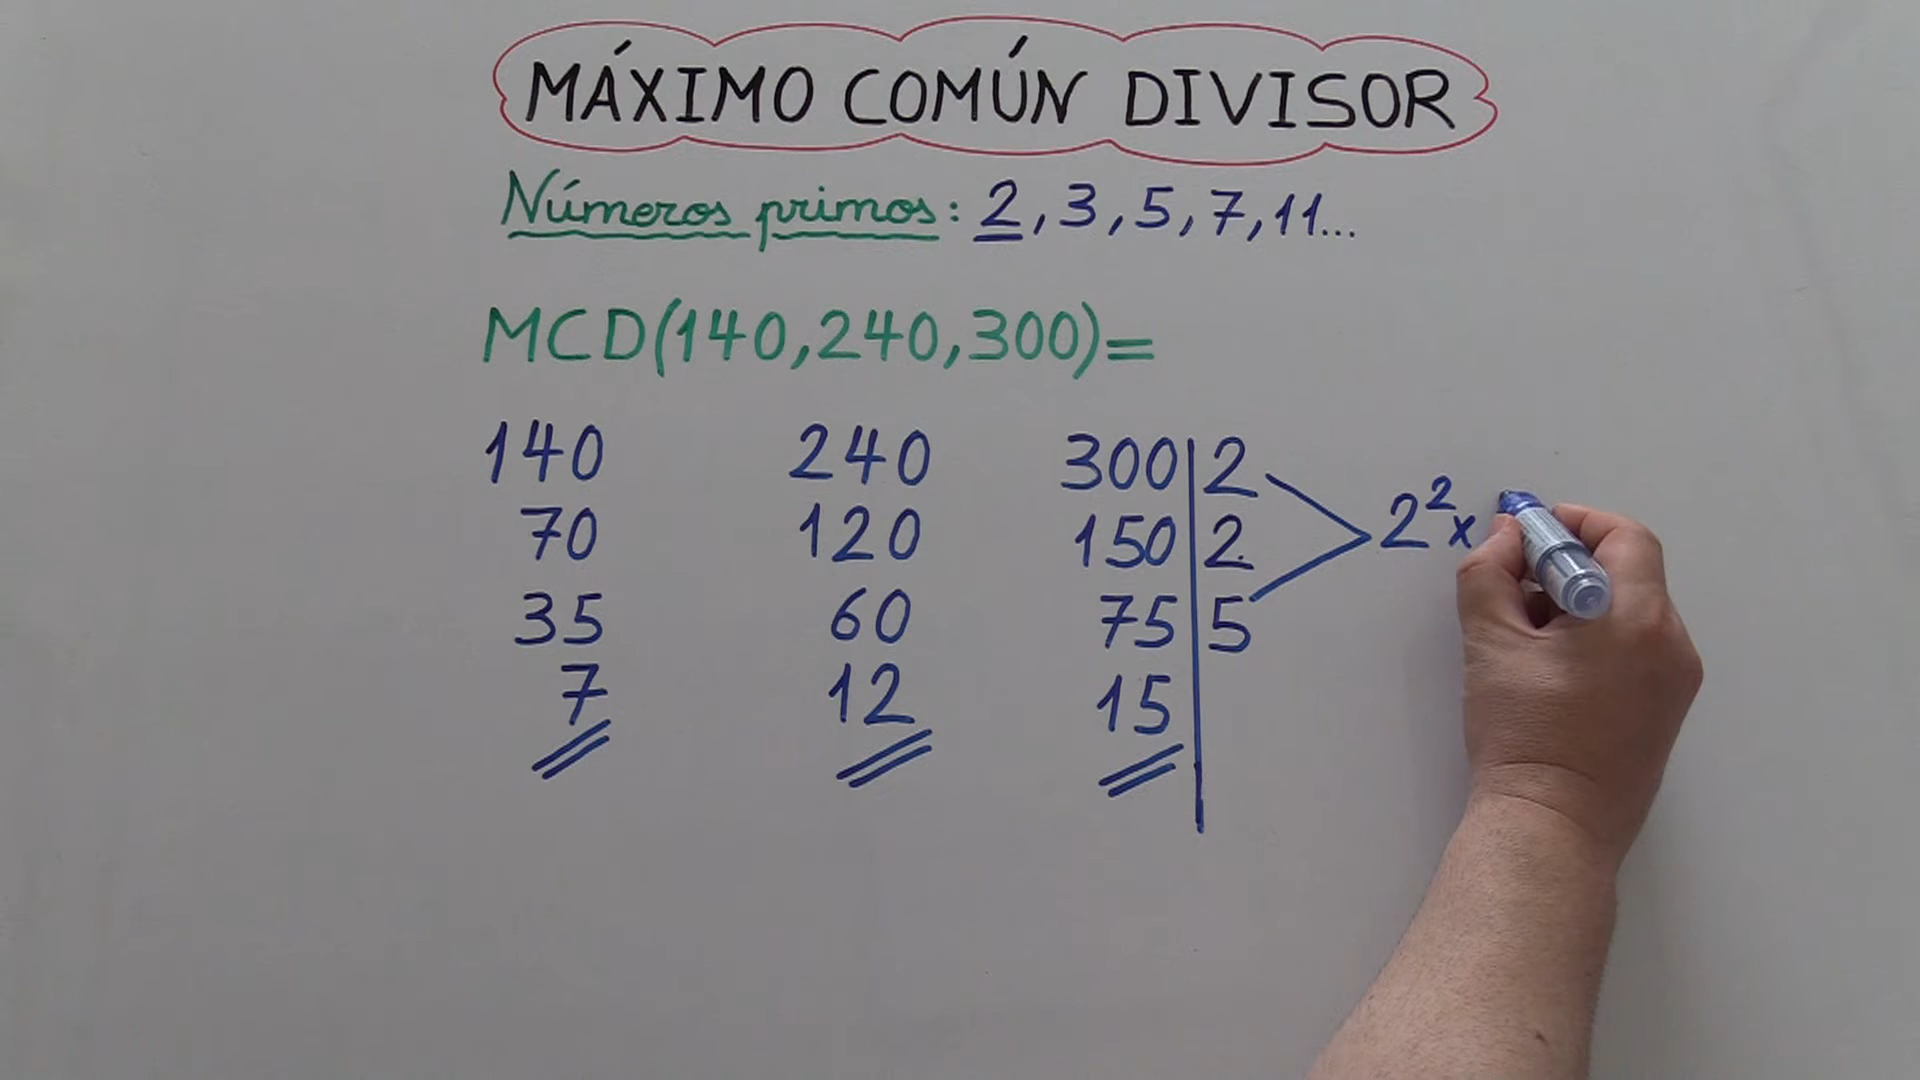 MÁXIMO COMÚN DIVISOR
Números primos: 2, 3, 5, 7, 11...
MCD(140,240,300)=
140 240 300 2
70 120 150 2
2²x
35 60 75 5
7 12 15